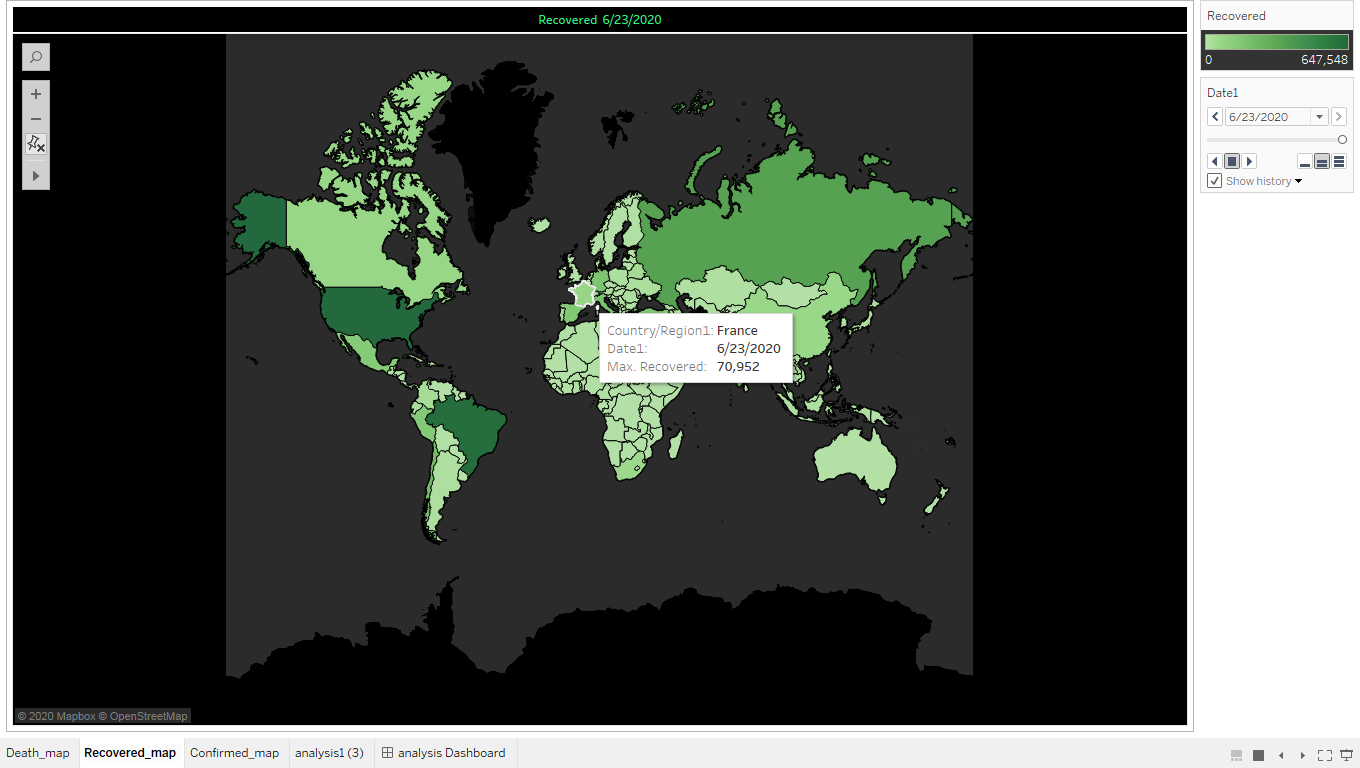 Recovered 6/23/2020
Recovered
0 647,548
Date1
6/23/2020
Show history
Country/Region1: France
Date1: 6/23/2020
Max. Recovered: 70,952
© 2020 Mapbox © OpenStreetMap
Death_map Recovered_map Confirmed_map analysis1 (3) analysis Dashboard